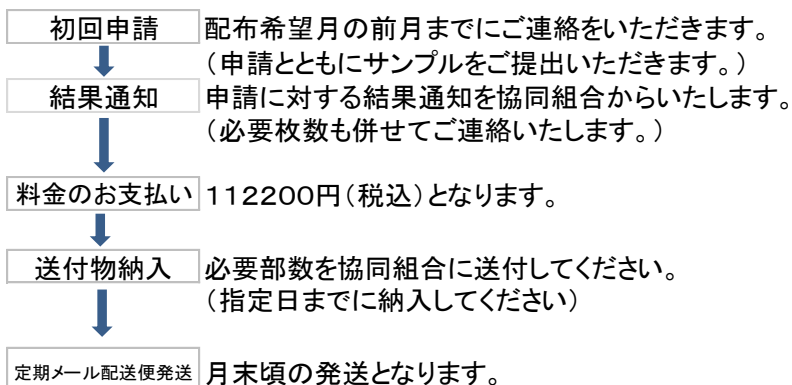 初回申請 配布希望月の前月までにご連絡をいただきます。
（申請とともにサンプルをご提出いただきます。）
結果通知 申請に対する結果通知を協同組合からいたします。
（必要枚数も併せてご連絡いたします。）
料金のお支払い 112200円（税込）となります。
送付物納入 必要部数を協同組合に送付してください。
（指定日までに納入してください）
定期メール配送便発送 月末頃の発送となります。